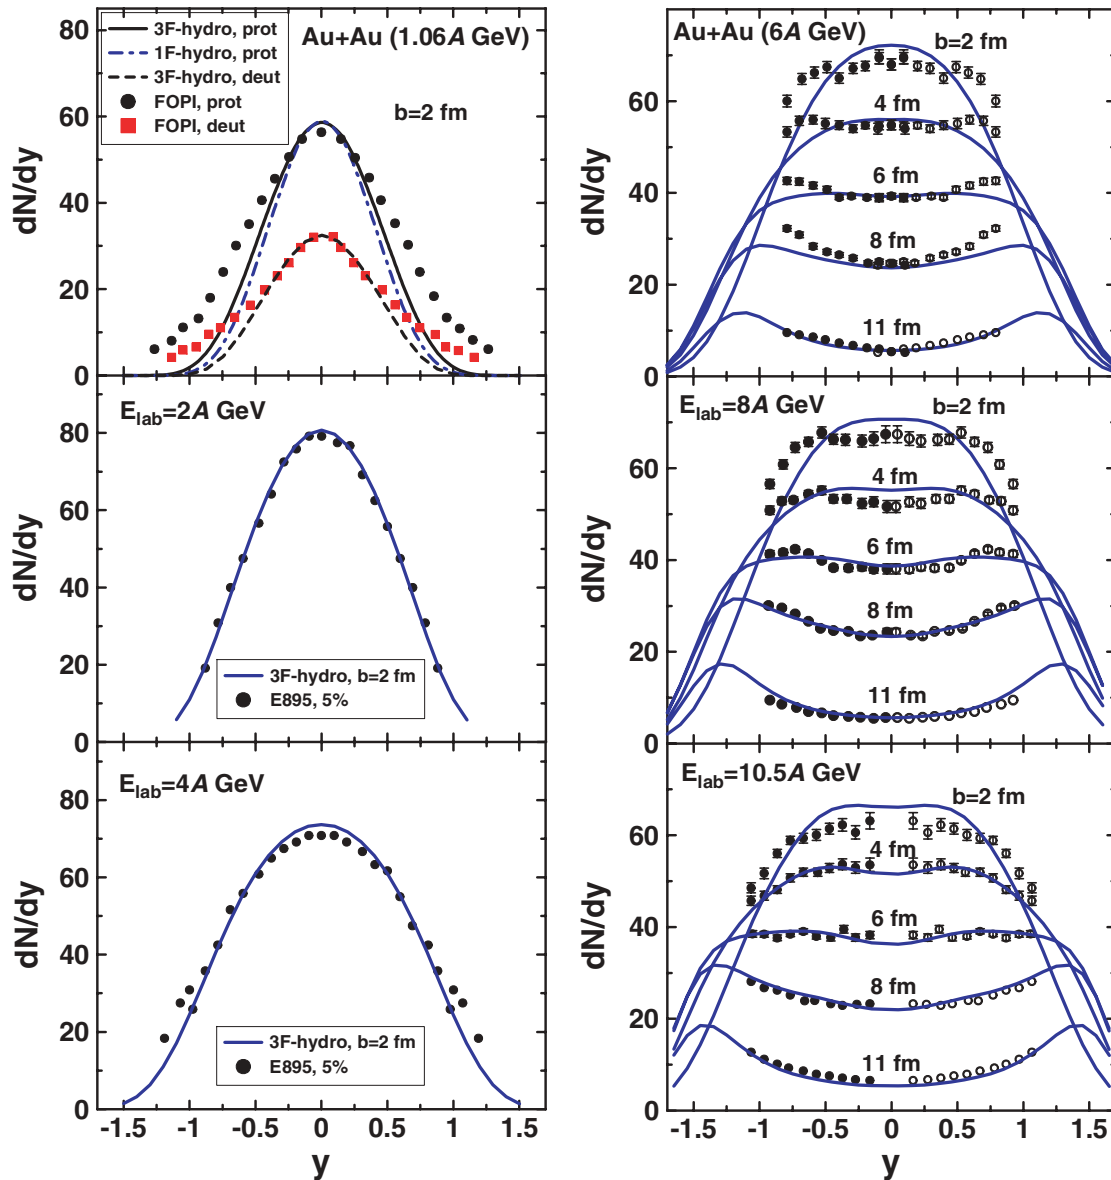 3F-hydro, prot
1F-hydro, prot
3F-hydro, deut
FOPI, prot
FOPI, deut
Au+Au (1.06A GeV)
b=2 fm
dN/dy
80
60
40
20
0
E_lab=2A GeV
3F-hydro, b=2 fm
E895, 5%
dN/dy
80
60
40
20
0
E_lab=4A GeV
3F-hydro, b=2 fm
E895, 5%
dN/dy
80
60
40
20
0
-1.5 -1 -0.5 0 0.5 1 1.5
y
Au+Au (6A GeV)
b=2 fm
4 fm
6 fm
8 fm
11 fm
dN/dy
60
40
20
0
E_lab=8A GeV
b=2 fm
4 fm
6 fm
8 fm
11 fm
dN/dy
60
40
20
0
E_lab=10.5A GeV
b=2 fm
4 fm
6 fm
8 fm
11 fm
dN/dy
60
40
20
0
-1.5 -1 -0.5 0 0.5 1 1.5
y